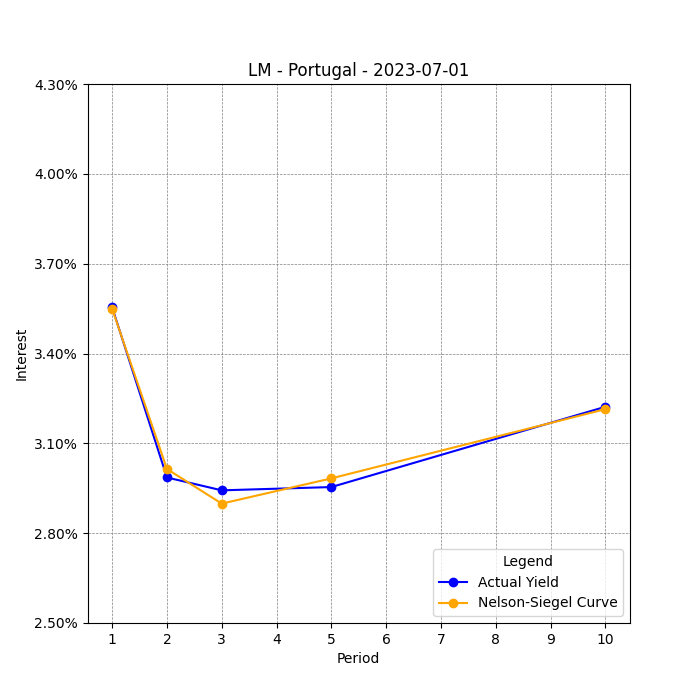 LM - Portugal - 2023-07-01
4.30%
4.00%
3.70%
3.40%
3.10%
2.80%
2.50%
Interest
1 2 3 4 5 6 7 8 9 10
Period
Legend
Actual Yield
Nelson-Siegel Curve